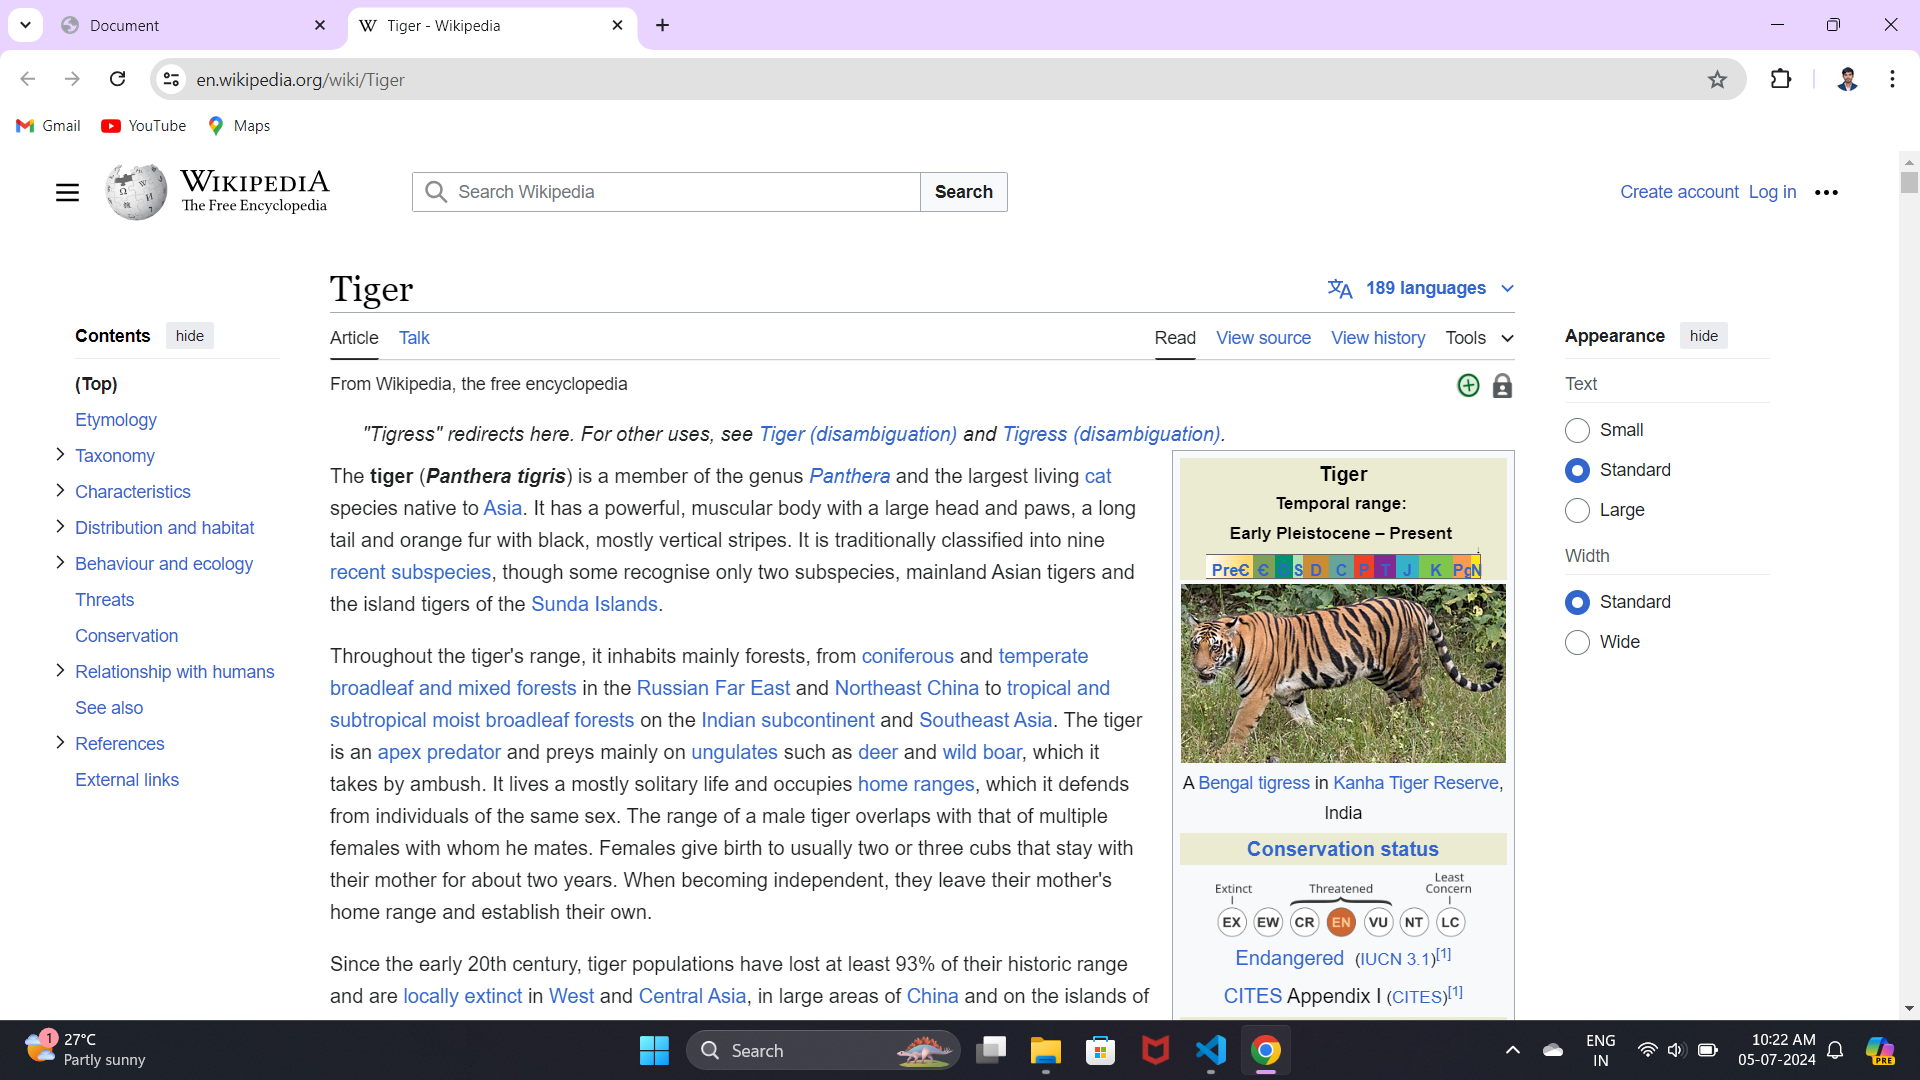 Document
Tiger - Wikipedia
en.wikipedia.org/wiki/Tiger
Gmail
YouTube
Maps
WIKIPEDIA
The Free Encyclopedia
Search Wikipedia
Search
Create account
Log in
Tiger
189 languages
Contents
hide
Article
Talk
Read
View source
View history
Tools
Appearance
hide
(Top)
Etymology
Taxonomy
Characteristics
Distribution and habitat
Behaviour and ecology
Threats
Conservation
Relationship with humans
See also
References
External links
From Wikipedia, the free encyclopedia
"Tigress" redirects here. For other uses, see Tiger (disambiguation) and Tigress (disambiguation).
The tiger (Panthera tigris) is a member of the genus Panthera and the largest living cat
species native to Asia. It has a powerful, muscular body with a large head and paws, a long
tail and orange fur with black, mostly vertical stripes. It is traditionally classified into nine
recent subspecies, though some recognise only two subspecies, mainland Asian tigers and
the island tigers of the Sunda Islands.
Throughout the tiger's range, it inhabits mainly forests, from coniferous and temperate
broadleaf and mixed forests in the Russian Far East and Northeast China to tropical and
subtropical moist broadleaf forests on the Indian subcontinent and Southeast Asia. The tiger
is an apex predator and preys mainly on ungulates such as deer and wild boar, which it
takes by ambush. It lives a mostly solitary life and occupies home ranges, which it defends
from individuals of the same sex. The range of a male tiger overlaps with that of multiple
females with whom he mates. Females give birth to usually two or three cubs that stay with
their mother for about two years. When becoming independent, they leave their mother's
home range and establish their own.
Since the early 20th century, tiger populations have lost at least 93% of their historic range
and are locally extinct in West and Central Asia, in large areas of China and on the islands of
Tiger
Temporal range:
Early Pleistocene – Present
PreꞒ Ꞓ O S D C P T J K Pg N
A Bengal tigress in Kanha Tiger Reserve,
India
Conservation status
Extinct
Threatened
Least
Concern
EX EW CR EN VU NT LC
Endangered (IUCN 3.1)[1]
CITES Appendix I (CITES)[1]
Text
Small
Standard
Large
Width
Standard
Wide
1
27°C
Partly sunny
Search
PRE
ENG
IN
10:22 AM
05-07-2024